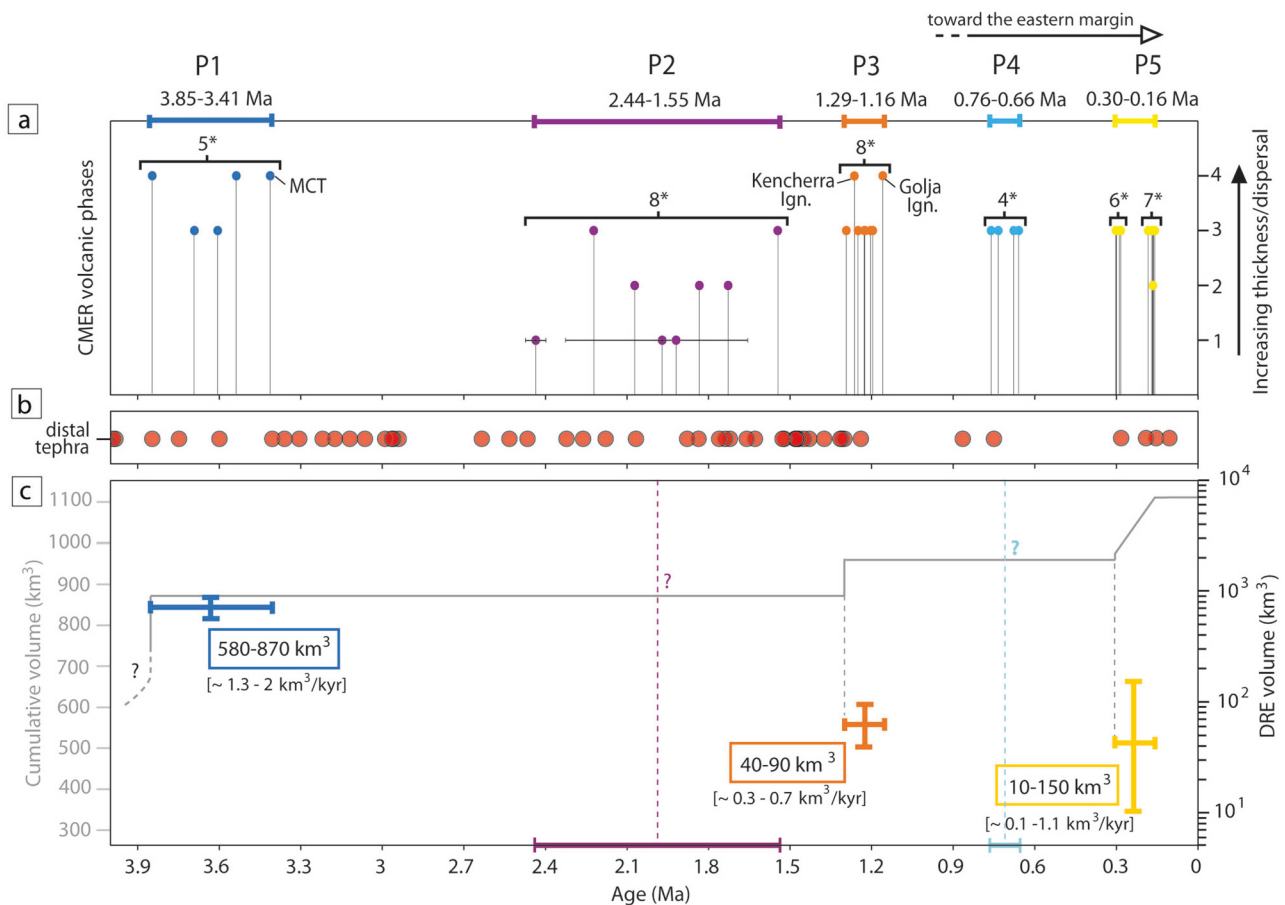 toward the eastern margin
P1 P2 P3 P4 P5
3.85-3.41 Ma 2.44-1.55 Ma 1.29-1.16 Ma 0.76-0.66 Ma 0.30-0.16 Ma
a
CMER volcanic phases
5*
MCT
8*
8*
Kencherra
Ign.
Golja
Ign.
4*
6* 7*
4
3
2
1
Increasing thickness/dispersal
b
distal
tephra
c
Cumulative volume (km³)
1100
1000
900
800
700
600
500
400
300
?
580-870 km³
[~ 1.3 - 2 km³/kyr]
?
40-90 km³
[~ 0.3 - 0.7 km³/kyr]
?
10-150 km³
[~ 0.1 -1.1 km³/kyr]
10⁴
10³
10²
10¹
DRE volume (km³)
3.9 3.6 3.3 3 2.7 2.4 2.1 1.8 1.5 1.2 0.9 0.6 0.3 0
Age (Ma)